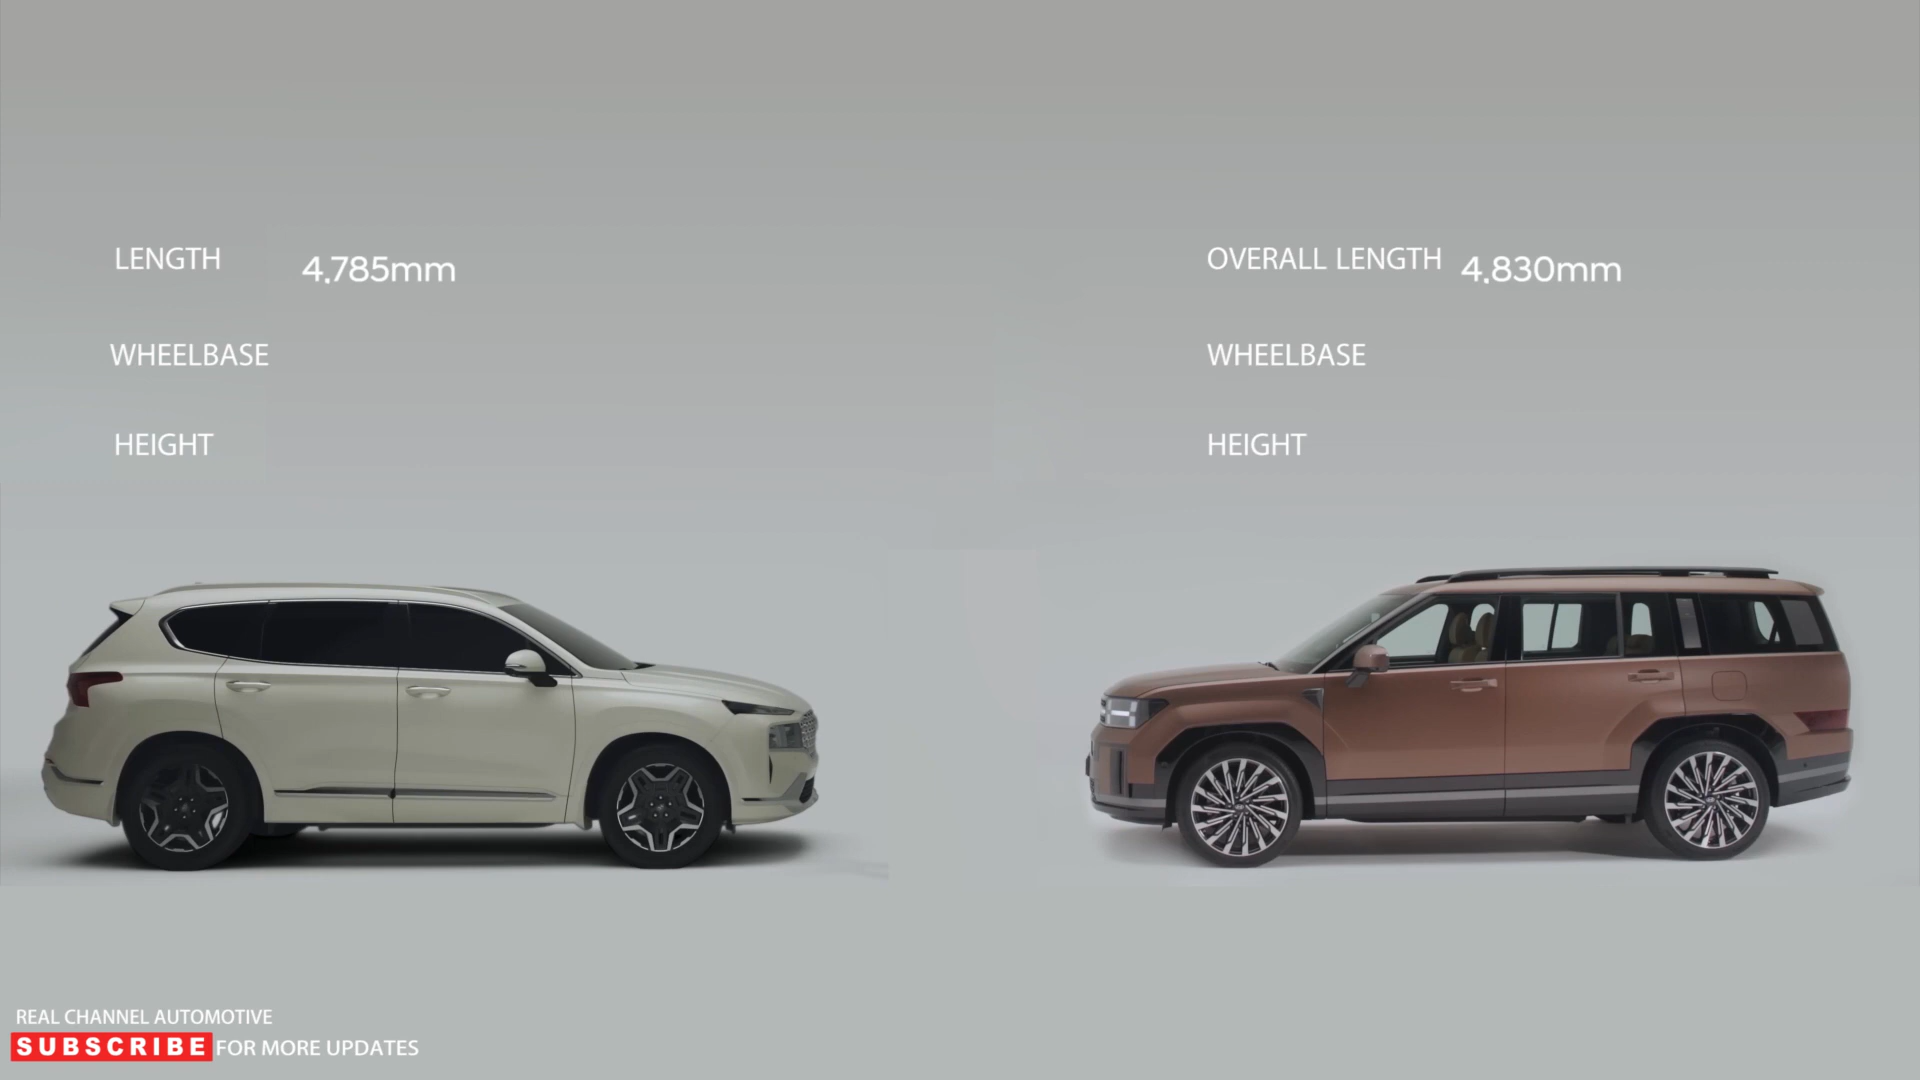 LENGTH 4,785mm
WHEELBASE
HEIGHT
OVERALL LENGTH 4,830mm
WHEELBASE
HEIGHT
REAL CHANNEL AUTOMOTIVE
SUBSCRIBE FOR MORE UPDATES